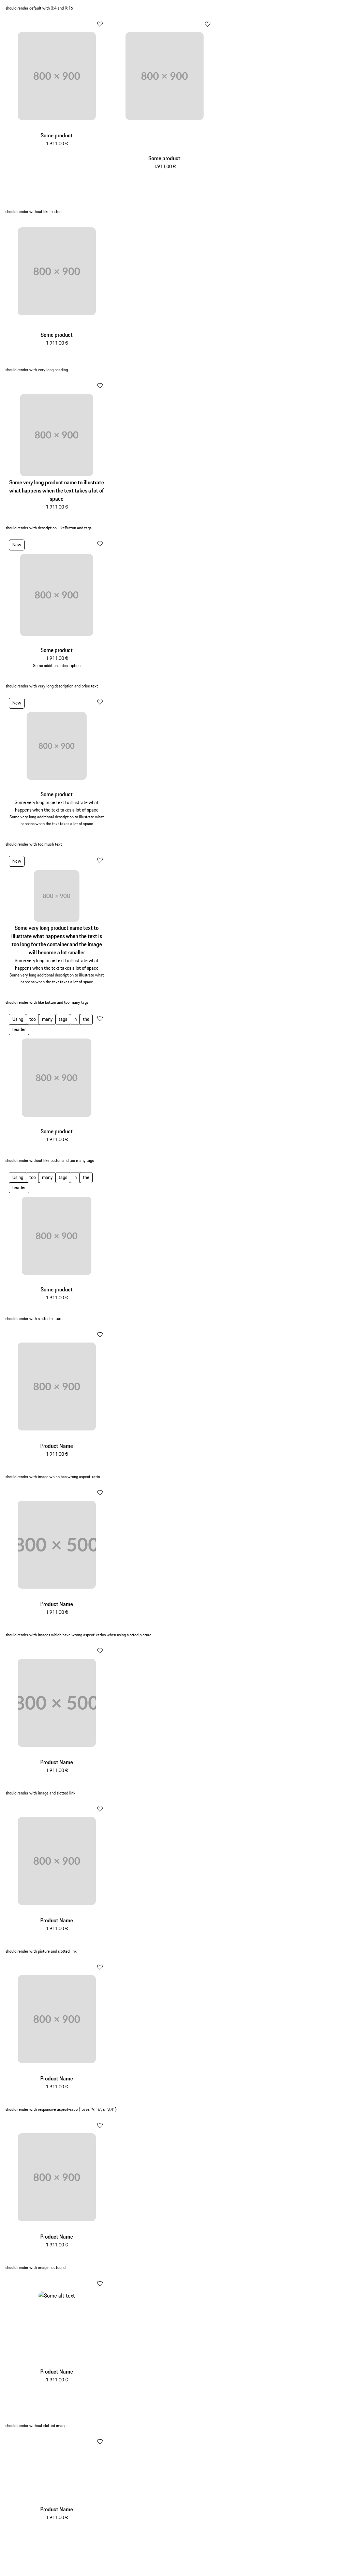 should render default with 3:4 and 9:16
800 × 900
800 × 900
Some product
1.911,00 €
Some product
1.911,00 €
should render without like button
800 × 900
Some product
1.911,00 €
should render with very long heading
800 × 900
Some very long product name to illustrate
what happens when the text takes a lot of
space
1.911,00 €
should render with description, likeButton and tags
New
800 × 900
Some product
1.911,00 €
Some additional description
should render with very long description and price text
New
800 × 900
Some product
Some very long price text to illustrate what
happens when the text takes a lot of space
Some very long additional description to illustrate what
happens when the text takes a lot of space
should render with too much text
New
800 × 900
Some very long product name text to
illustrate what happens when the text is
too long for the container and the image
will become a lot smaller
Some very long price text to illustrate what
happens when the text takes a lot of space
Some very long additional description to illustrate what
happens when the text takes a lot of space
should render with like button and too many tags
Using too many tags in the
header
800 × 900
Some product
1.911,00 €
should render without like button and too many tags
Using too many tags in the
header
800 × 900
Some product
1.911,00 €
should render with slotted picture
800 × 900
Product Name
1.911,00 €
should render with image which has wrong aspect-ratio
800 × 500
Product Name
1.911,00 €
should render with images which have wrong aspect-ratios when using slotted picture
800 × 500
Product Name
1.911,00 €
should render with image and slotted link
800 × 900
Product Name
1.911,00 €
should render with picture and slotted link
800 × 900
Product Name
1.911,00 €
should render with responsive aspect-ratio { base: '9:16', s: '3:4' }
800 × 900
Product Name
1.911,00 €
should render with image not found
Some alt text
Product Name
1.911,00 €
should render without slotted image
Product Name
1.911,00 €